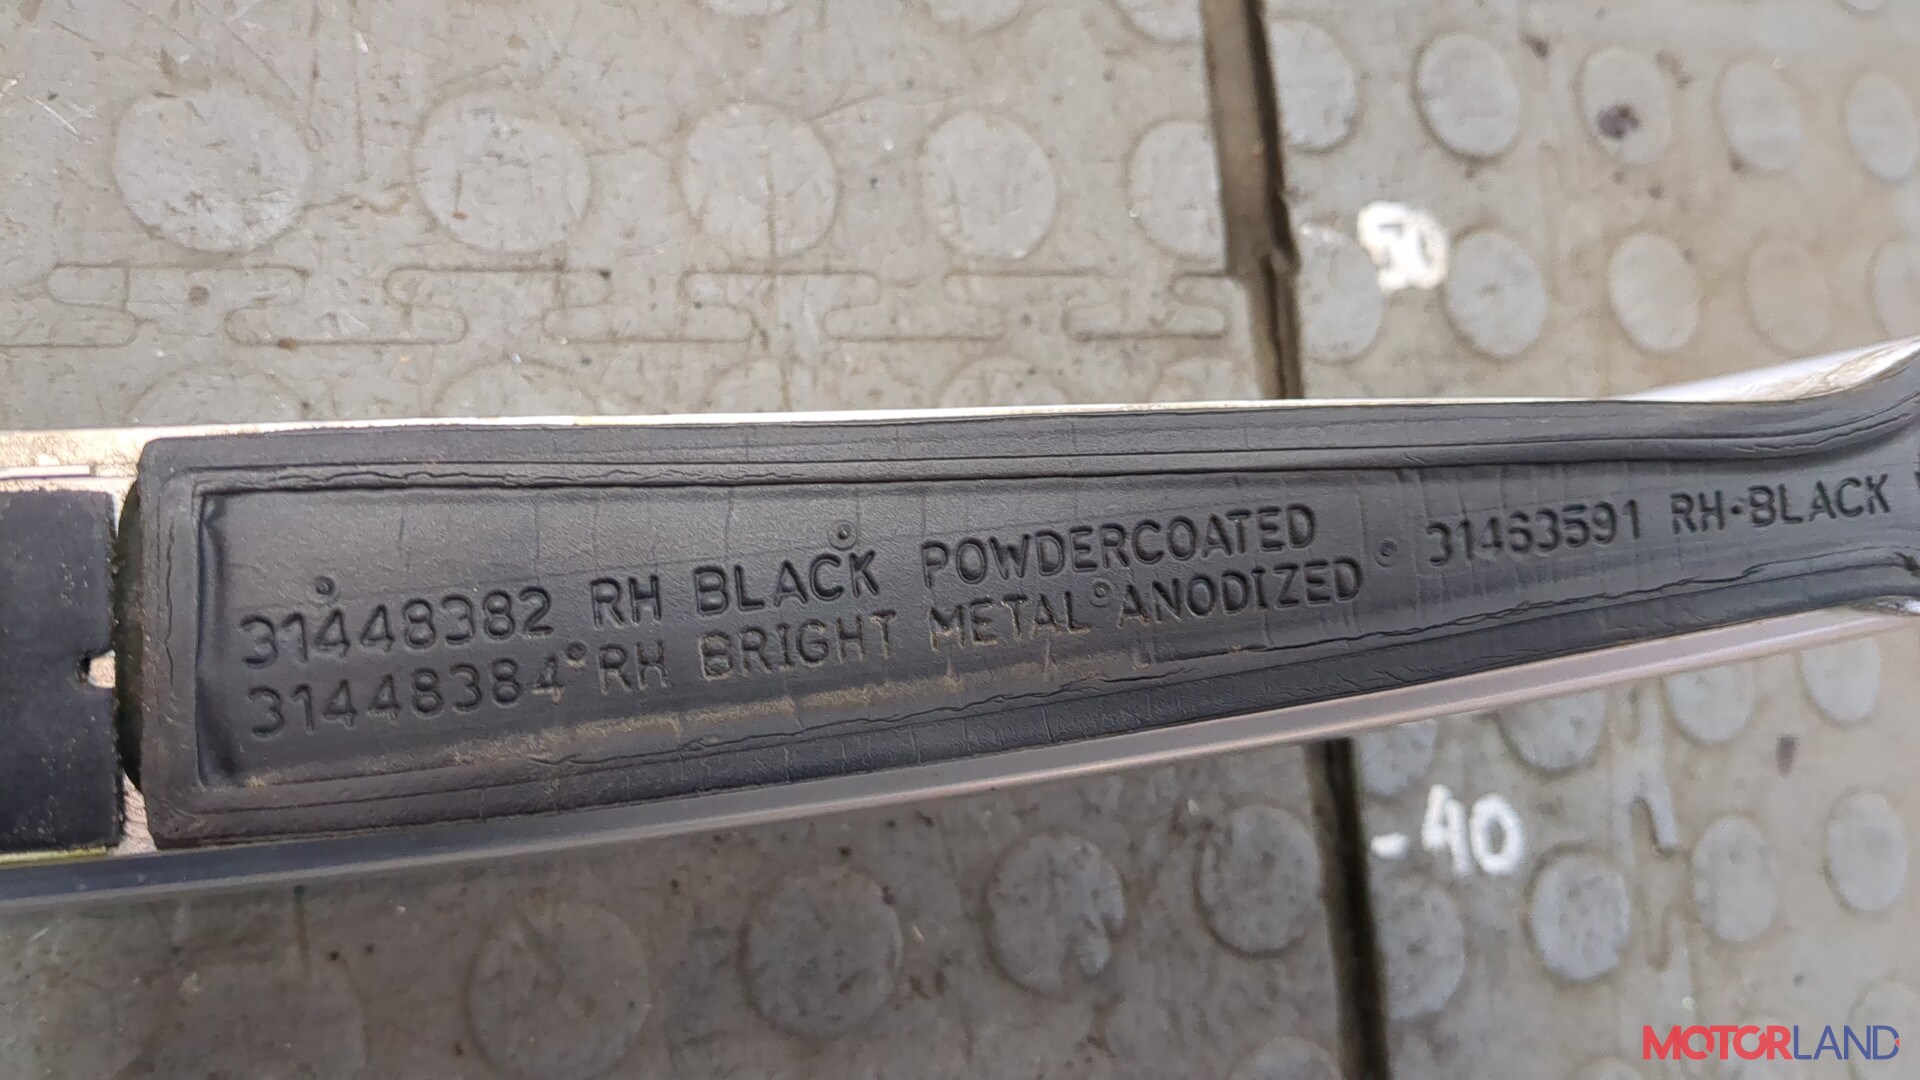 50
31448382 RH BLACK POWDERCOATED
31448384 RH BRIGHT METAL ANODIZED
31463591 RH-BLACK
-40
MOTORLAND